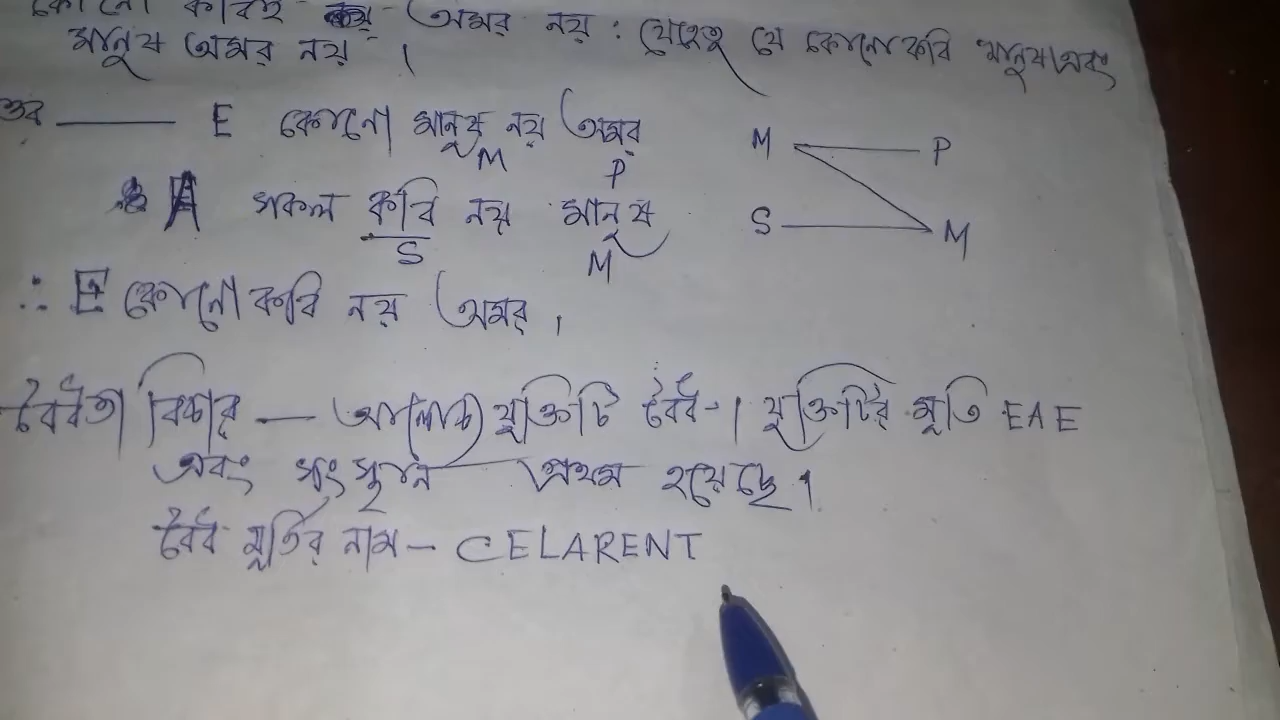 কোনো কবিই অমর নয় : যেহেতু যে কোনো কবি মানুষ এবং
মানুষ অমর নয় ।
E কোনো মানুষ নয় অমর
M P
M P
A সকল কবি নয় মানুষ
S M
S M
∴ E কোনো কবি নয় অমর ।
বৈধতা বিচার — আলোচ্য যুক্তিটি বৈধ । যুক্তিটির মূর্তি EAE
এবং সংস্থান প্রথম হয়েছে ।
বৈধ মূর্তির নাম - CELARENT